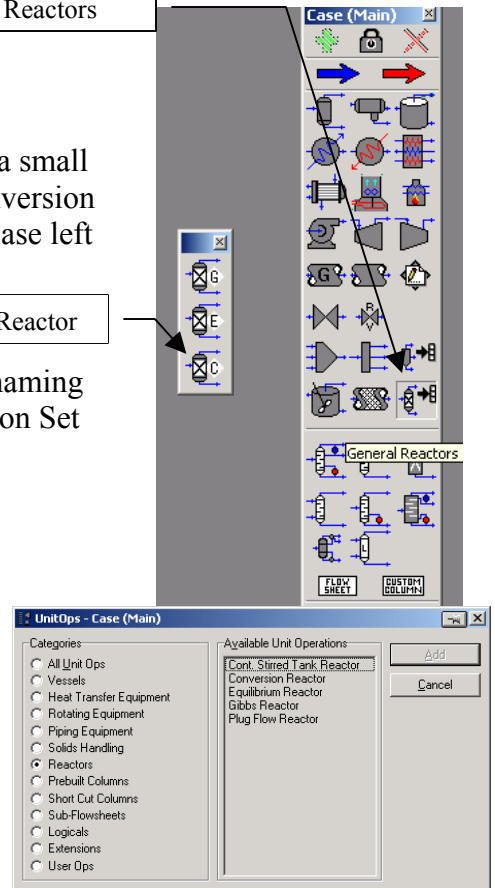 Reactors
Case (Main)
a small
nversion
ease left
G
E
Reactor
C
naming
on Set
G
R
V
General Reactors
L
FLOW
SHEET
CUSTOM
COLUMN
UnitOps - Case (Main)
Categories
All Unit Ops
Vessels
Heat Transfer Equipment
Rotating Equipment
Piping Equipment
Solids Handling
Reactors
Prebuilt Columns
Short Cut Columns
Sub-Flowsheets
Logicals
Extensions
User Ops
Available Unit Operations
Cont. Stirred Tank Reactor
Conversion Reactor
Equilibrium Reactor
Gibbs Reactor
Plug Flow Reactor
Add
Cancel